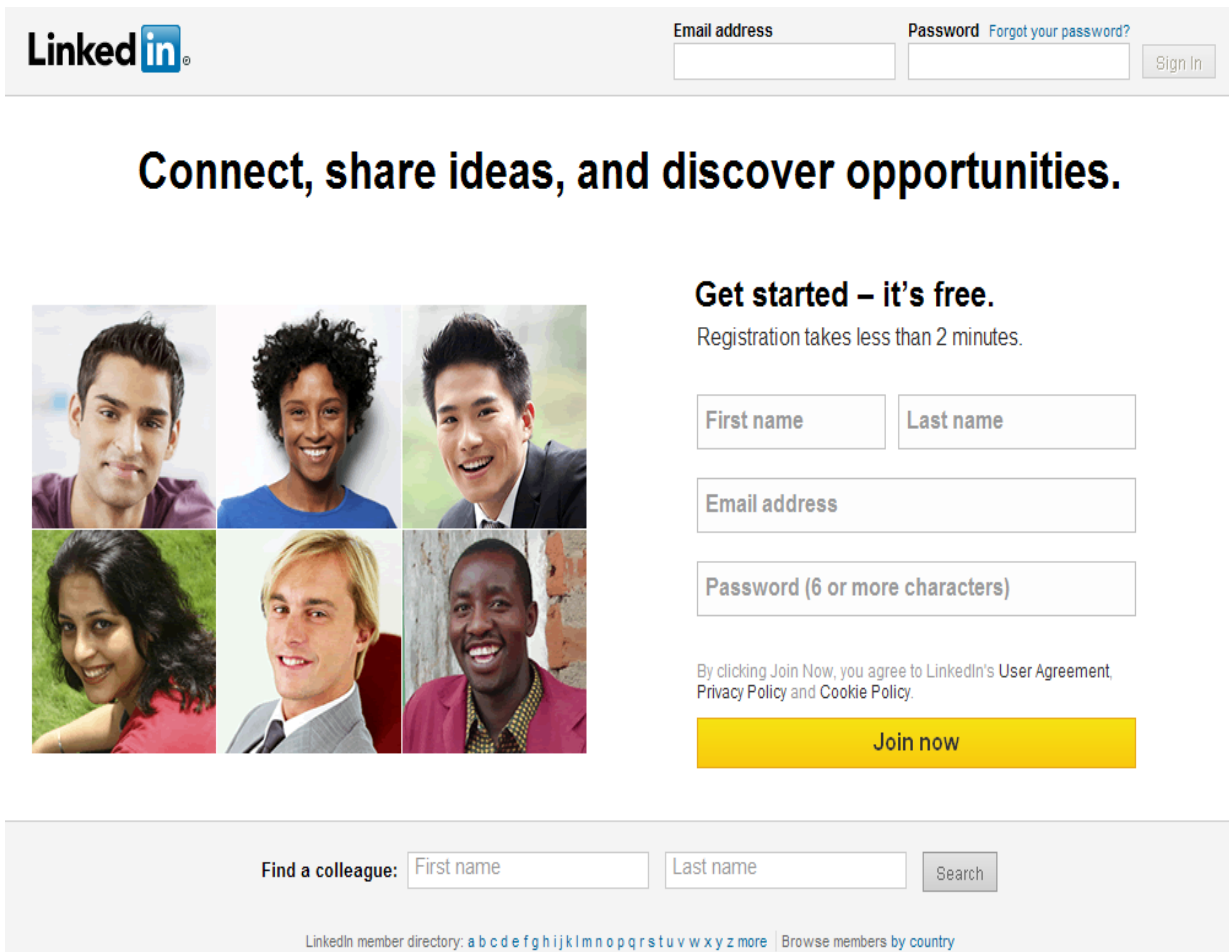 Linked in ®
Email address
Password Forgot your password?
Sign In
Connect, share ideas, and discover opportunities.
Get started – it's free.
Registration takes less than 2 minutes.
First name
Last name
Email address
Password (6 or more characters)
By clicking Join Now, you agree to LinkedIn's User Agreement,
Privacy Policy and Cookie Policy.
Join now
Find a colleague: First name Last name Search
LinkedIn member directory: a b c d e f g h i j k l m n o p q r s t u v w x y z more Browse members by country